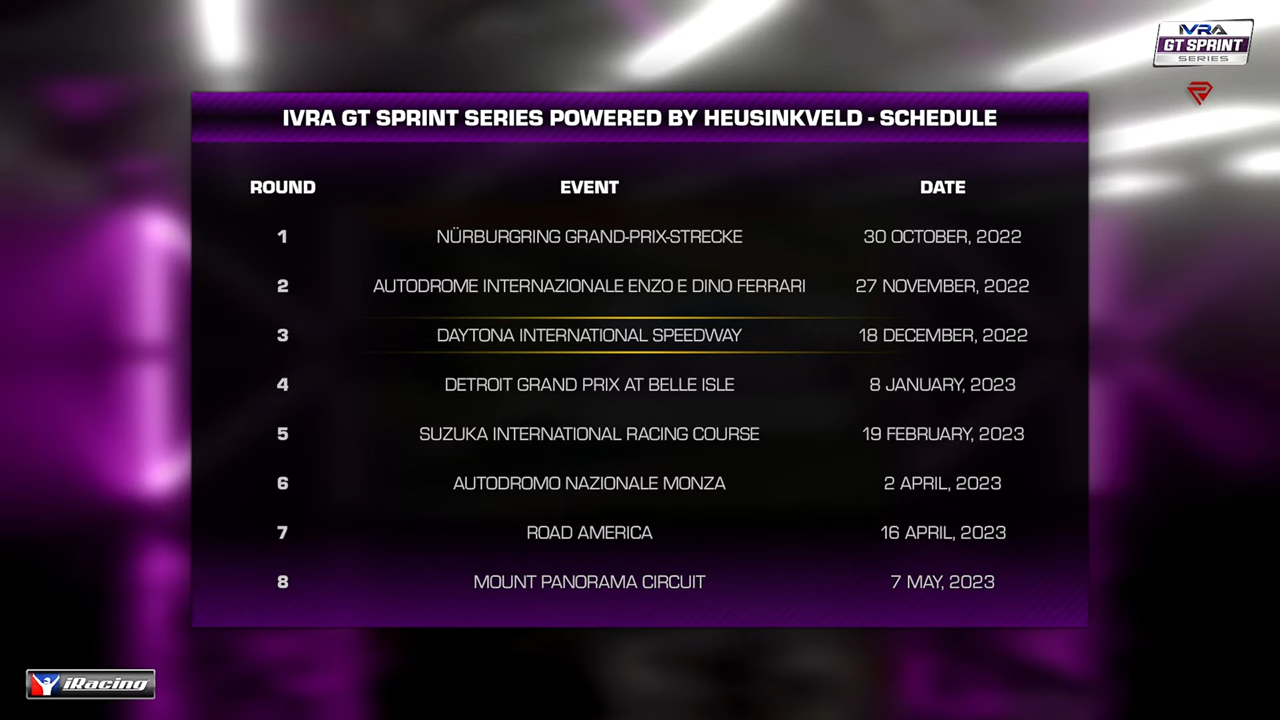 IVRA
GT SPRINT
SERIES
IVRA GT SPRINT SERIES POWERED BY HEUSINKVELD - SCHEDULE
ROUND EVENT DATE
1 NÜRBURGRING GRAND-PRIX-STRECKE 30 OCTOBER, 2022
2 AUTODROME INTERNAZIONALE ENZO E DINO FERRARI 27 NOVEMBER, 2022
3 DAYTONA INTERNATIONAL SPEEDWAY 18 DECEMBER, 2022
4 DETROIT GRAND PRIX AT BELLE ISLE 8 JANUARY, 2023
5 SUZUKA INTERNATIONAL RACING COURSE 19 FEBRUARY, 2023
6 AUTODROMO NAZIONALE MONZA 2 APRIL, 2023
7 ROAD AMERICA 16 APRIL, 2023
8 MOUNT PANORAMA CIRCUIT 7 MAY, 2023
iRacing